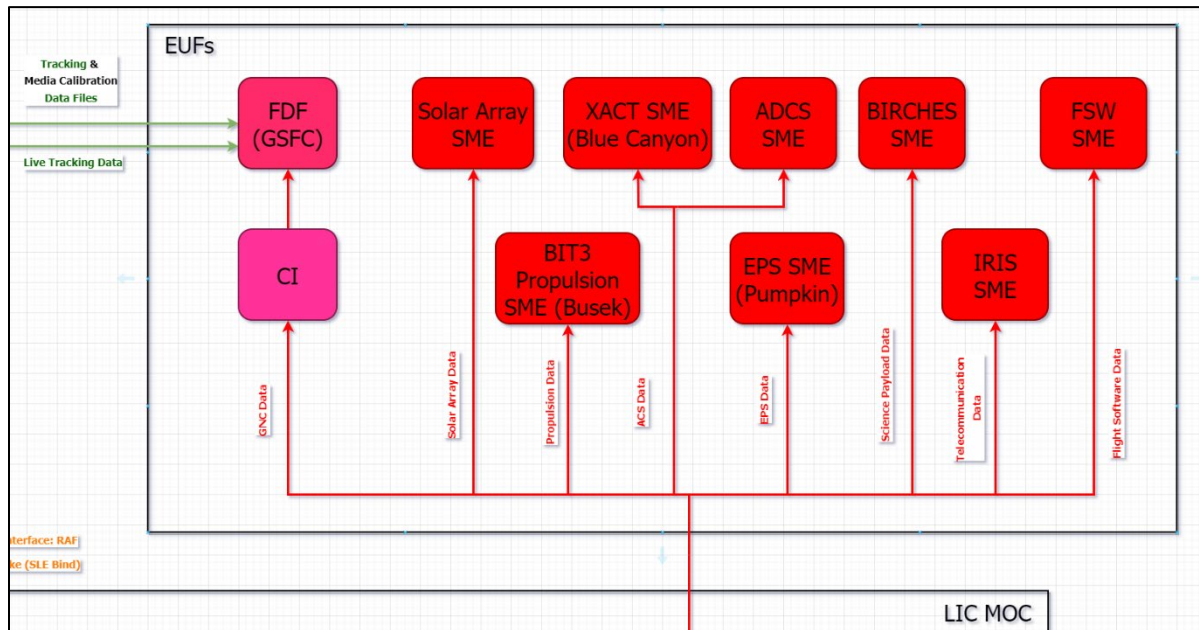 EUFs
Tracking &
Media Calibration
Data Files
Live Tracking Data
FDF
(GSFC)
Solar Array
SME
XACT SME
(Blue Canyon)
ADCS
SME
BIRCHES
SME
FSW
SME
CI
BIT3
Propulsion
SME (Busek)
EPS SME
(Pumpkin)
IRIS
SME
GNC Data
Solar Array Data
Propulsion Data
ACS Data
EPS Data
Science Payload Data
Telecommunication
Data
Flight Software Data
nterface: RAF
ke (SLE Bind)
LIC MOC